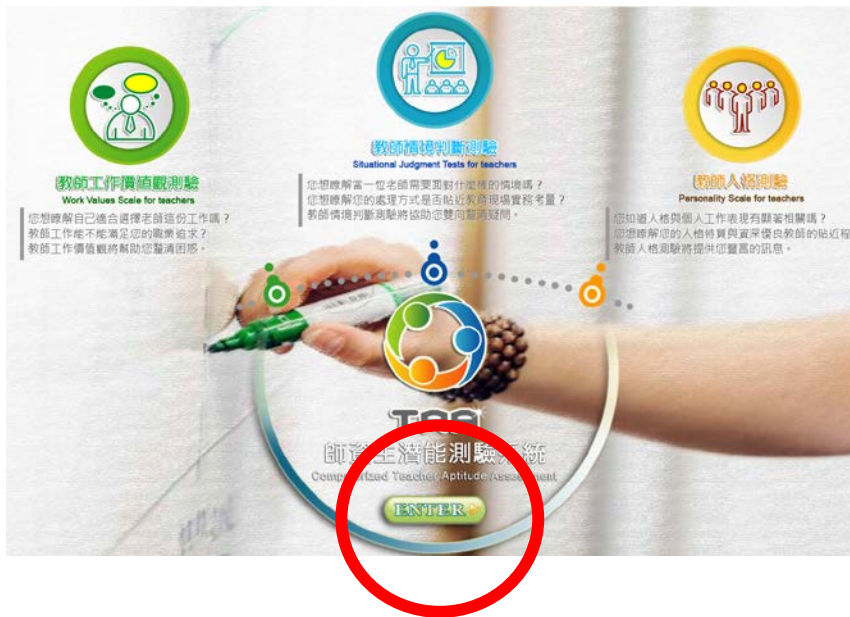 教師工作價值觀測驗
Work Values Scale for teachers
您想瞭解自己適合選擇老師這份工作嗎？
教師工作能不能滿足您的職業追求？
教師工作價值觀將幫助您釐清困惑。
教師情境判斷測驗
Situational Judgment Tests for teachers
您想瞭解當一位老師需要面對什麼樣的情境嗎？
您想瞭解您的處理方式是否貼近教育現場實務考量？
教師情境判斷測驗將協助您雙向釐清疑問。
教師人格測驗
Personality Scale for teachers
您知道人格與個人工作表現有顯著相關嗎？
您想瞭解您的人格特質與資深優良教師的貼近程
教師人格測驗將提供您豐富的訊息。
師資生潛能測驗系統
Computerized Teacher Aptitude Assessment
ENTER